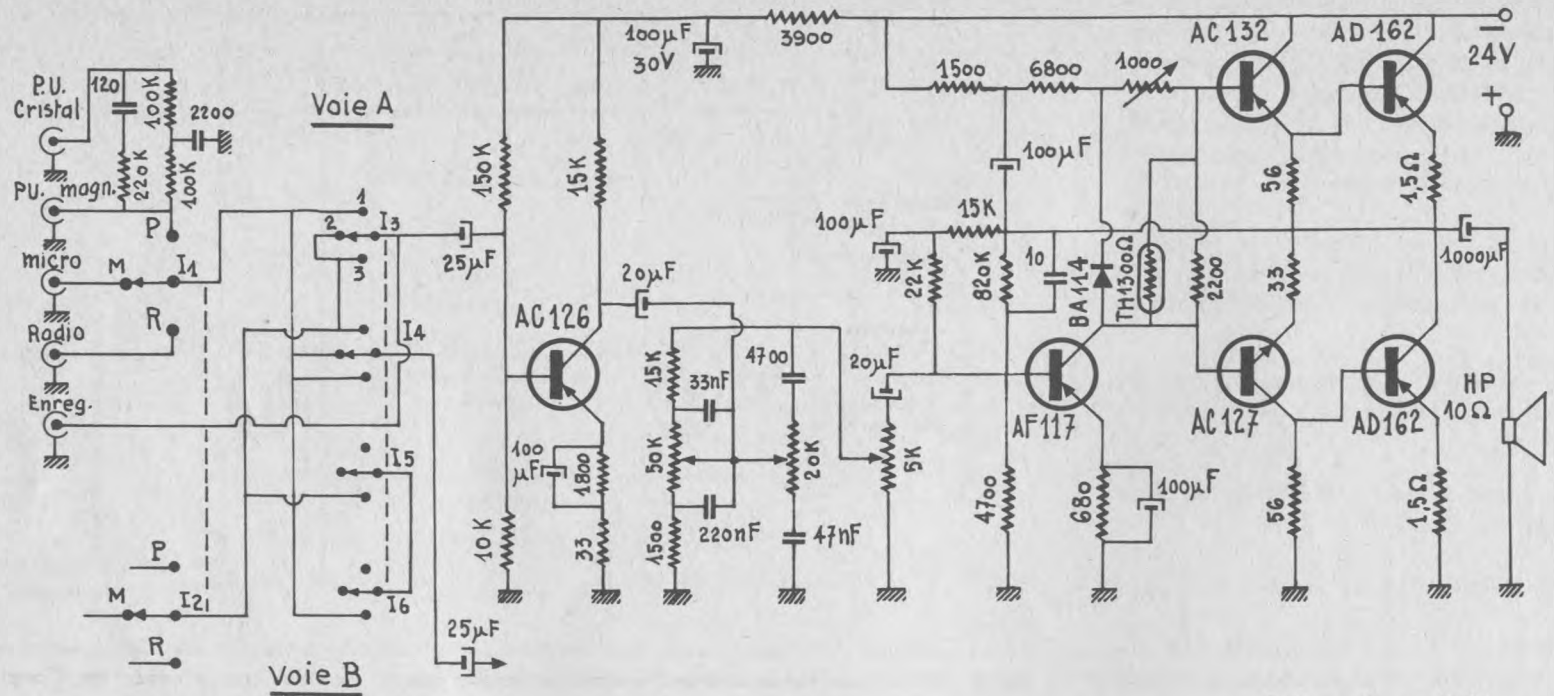 P.U.
Cristal
120
100K
2200
220K
100K
PU. magn.
P
micro
M
I1
Radio
R
Enreg.
Voie A
1
2
I3
3
I4
I5
I6
P
M
I2
R
Voie B
25µF
25µF
150K
15K
100µF
30V
3900
20µF
AC126
10K
100
µF
1800
33
15K
33nF
50K
220nF
1500
4700
20K
47nF
20µF
5K
100µF
15K
22K
820K
10
100µF
1500
6800
1000
BA114
TH1300Ω
2200
AF117
4700
680
100µF
AC132
AD162
24V
+
56
1,5Ω
33
1000µF
AC127
AD162
56
1,5Ω
HP
10Ω